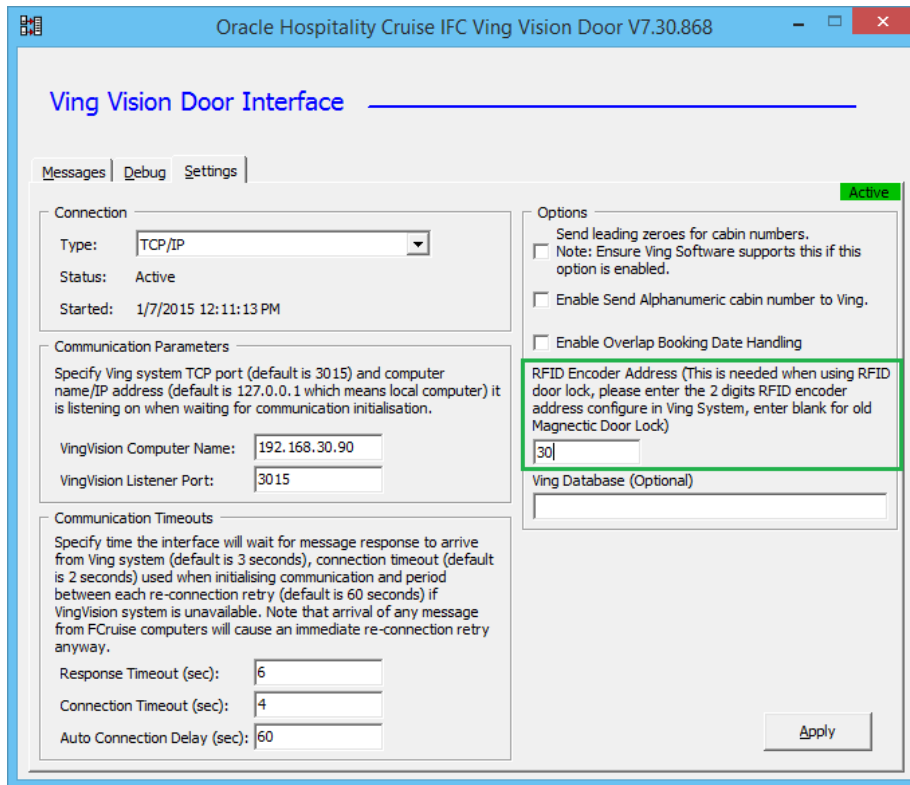 Oracle Hospitality Cruise IFC Ving Vision Door V7.30.868
Ving Vision Door Interface
Messages
Debug
Settings
Active
Connection
Type:
TCP/IP
Status:
Active
Started:
1/7/2015 12:11:13 PM
Communication Parameters
Specify Ving system TCP port (default is 3015) and computer
name/IP address (default is 127.0.0.1 which means local computer) it
is listening on when waiting for communication initialisation.
VingVision Computer Name:
192.168.30.90
VingVision Listener Port:
3015
Communication Timeouts
Specify time the interface will wait for message response to arrive
from Ving system (default is 3 seconds), connection timeout (default
is 2 seconds) used when initialising communication and period
between each re-connection retry (default is 60 seconds) if
VingVision system is unavailable. Note that arrival of any message
from FCruise computers will cause an immediate re-connection retry
anyway.
Response Timeout (sec):
6
Connection Timeout (sec):
4
Auto Connection Delay (sec):
60
Options
Send leading zeroes for cabin numbers.
Note: Ensure Ving Software supports this if this
option is enabled.
Enable Send Alphanumeric cabin number to Ving.
Enable Overlap Booking Date Handling
RFID Encoder Address (This is needed when using RFID
door lock, please enter the 2 digits RFID encoder
address configure in Ving System, enter blank for old
Magnectic Door Lock)
30
Ving Database (Optional)
Apply